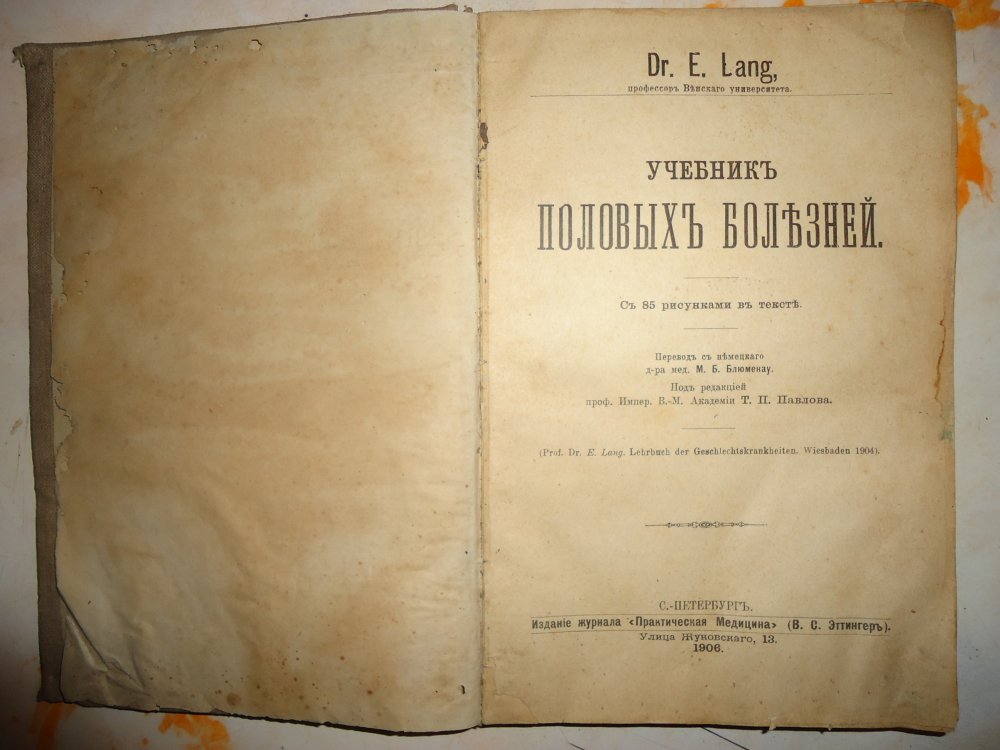 Dr. E. Lang,
профессоръ Вѣнскаго университета.
УЧЕБНИКЪ
ПОЛОВЫХЪ БОЛѢЗНЕЙ.
Съ 85 рисунками въ текстѣ.
Переводъ съ нѣмецкаго
д-ра мед. М. Б. Блюменау.
Подъ редакціей
проф. Импер. В.-М. Академіи Т. П. Павлова.
(Prof. Dr. E. Lang. Lehrbuch der Geschlechtskrankheiten. Wiesbaden 1904).
С.-ПЕТЕРБУРГЪ.
Изданіе журнала «Практическая Медицина» (В. С. Эттингеръ).
Улица Жуковскаго, 13.
1906.